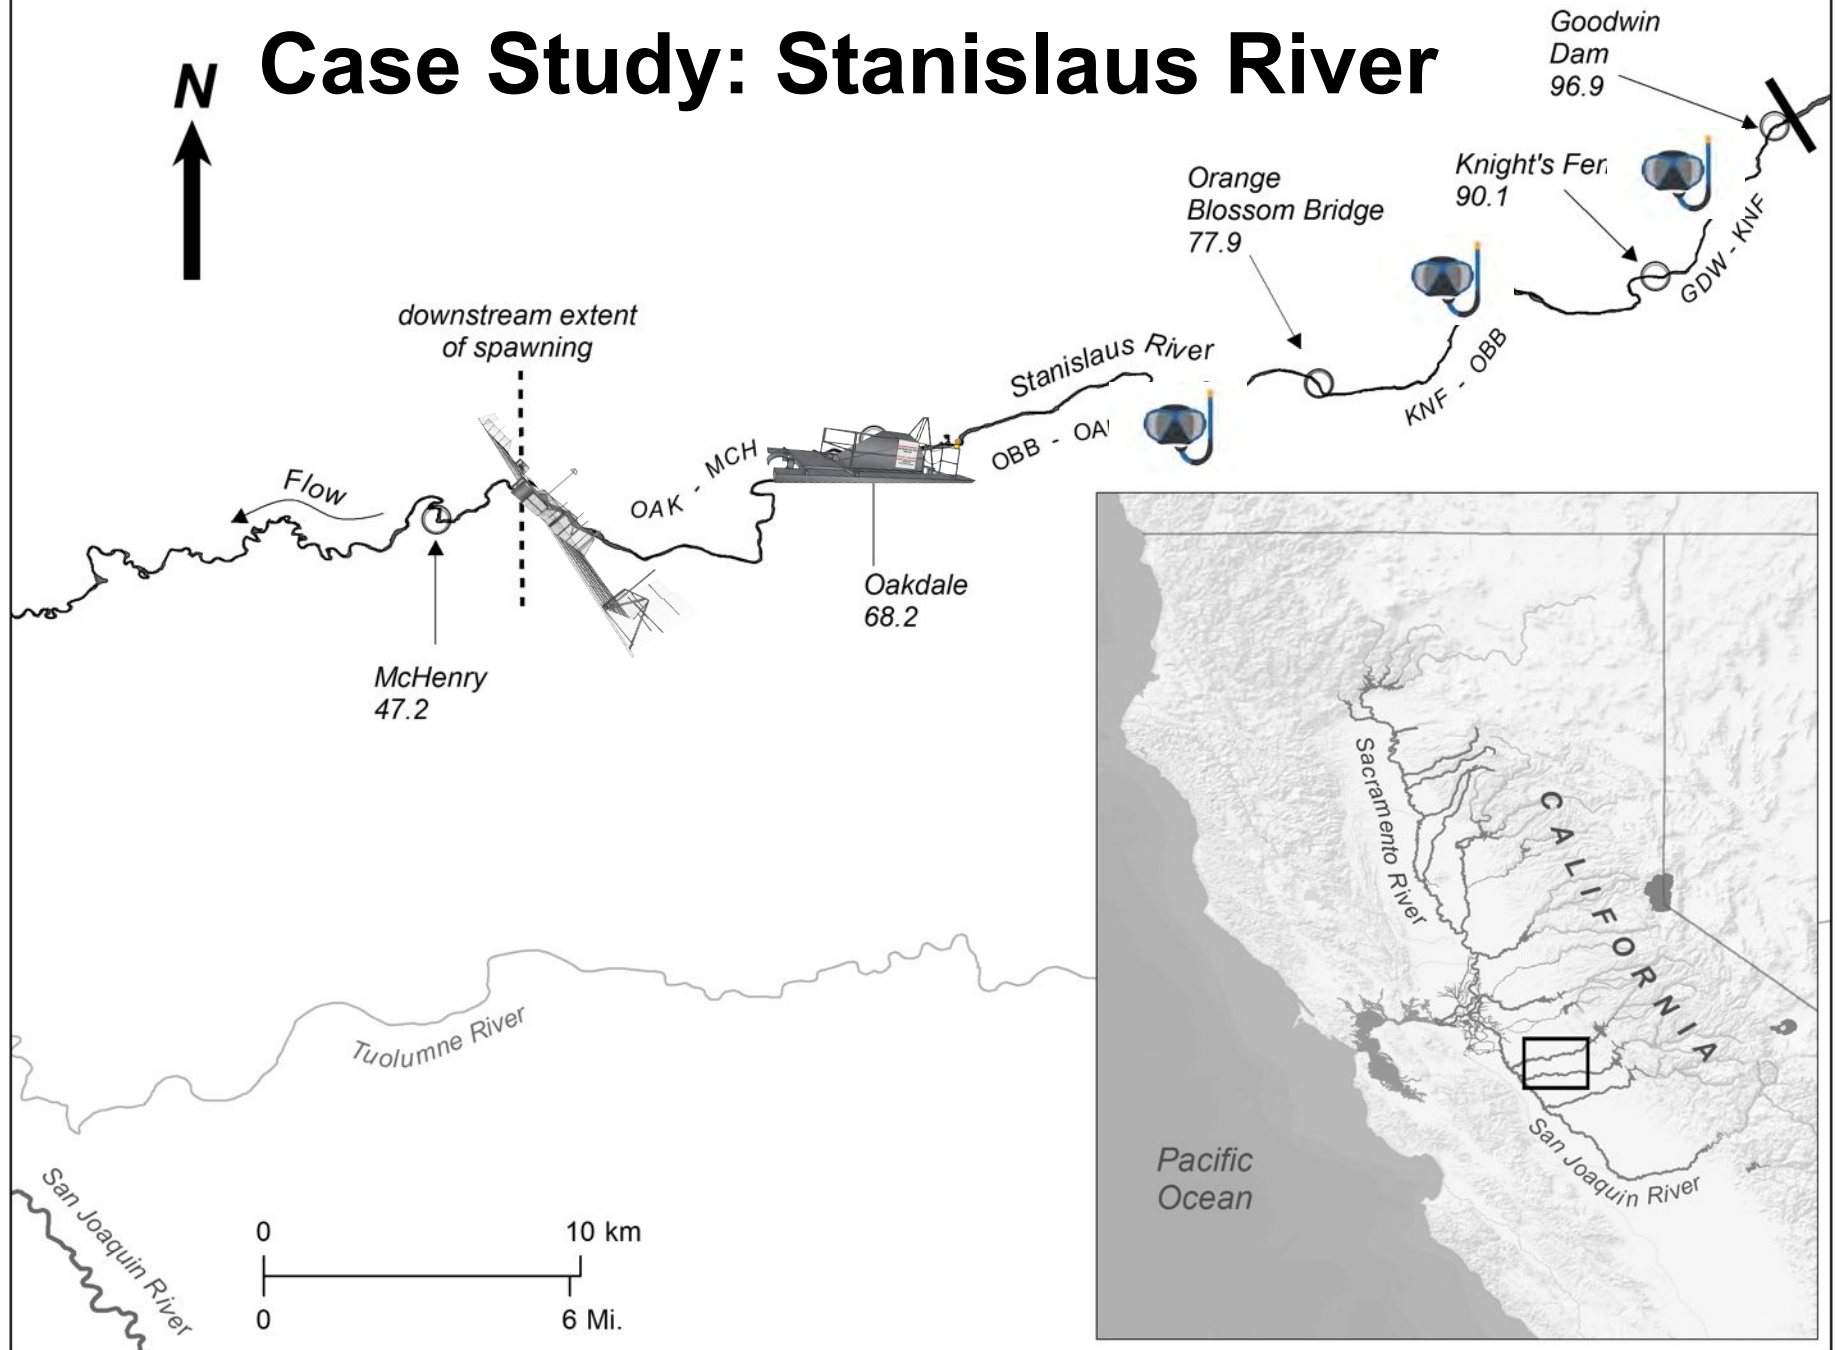 Case Study: Stanislaus River
N
Goodwin
Dam
96.9
Knight's Fer
90.1
Orange
Blossom Bridge
77.9
GDW - KNF
KNF - OBB
Stanislaus River
OBB - OA
downstream extent
of spawning
OAK - MCH
Flow
Oakdale
68.2
McHenry
47.2
Tuolumne River
San Joaquin River
0
10 km
0
6 Mi.
Sacramento River
CALIFORNIA
San Joaquin River
Pacific
Ocean